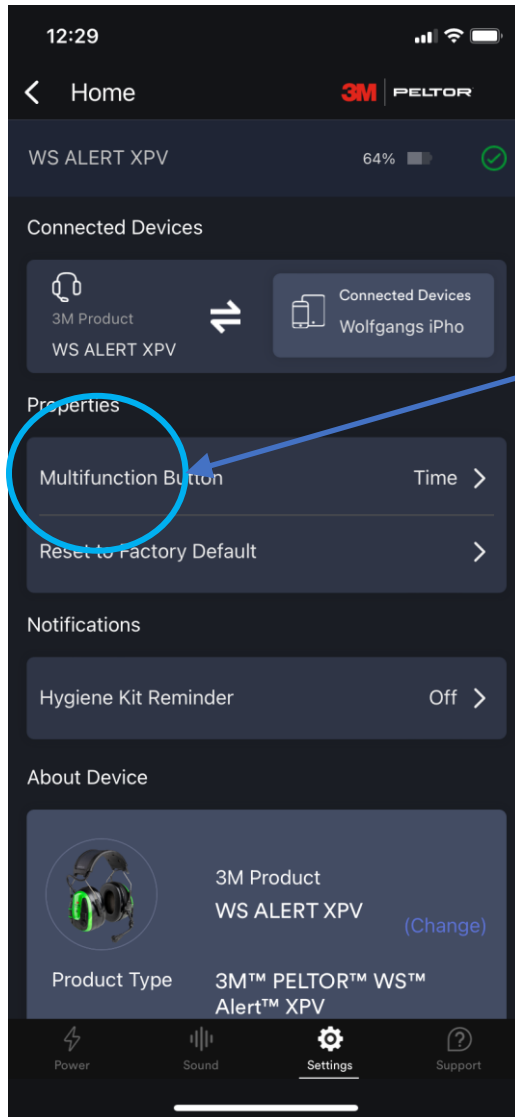 12:29
Home
3M PELTOR
WS ALERT XPV 64%
Connected Devices
3M Product
WS ALERT XPV
Connected Devices
Wolfgangs iPho
Properties
Multifunction Button Time
Reset to Factory Default
Notifications
Hygiene Kit Reminder Off
About Device
3M Product
WS ALERT XPV
(Change)
Product Type 3M™ PELTOR™ WS™
Alert™ XPV
Power Sound Settings Support